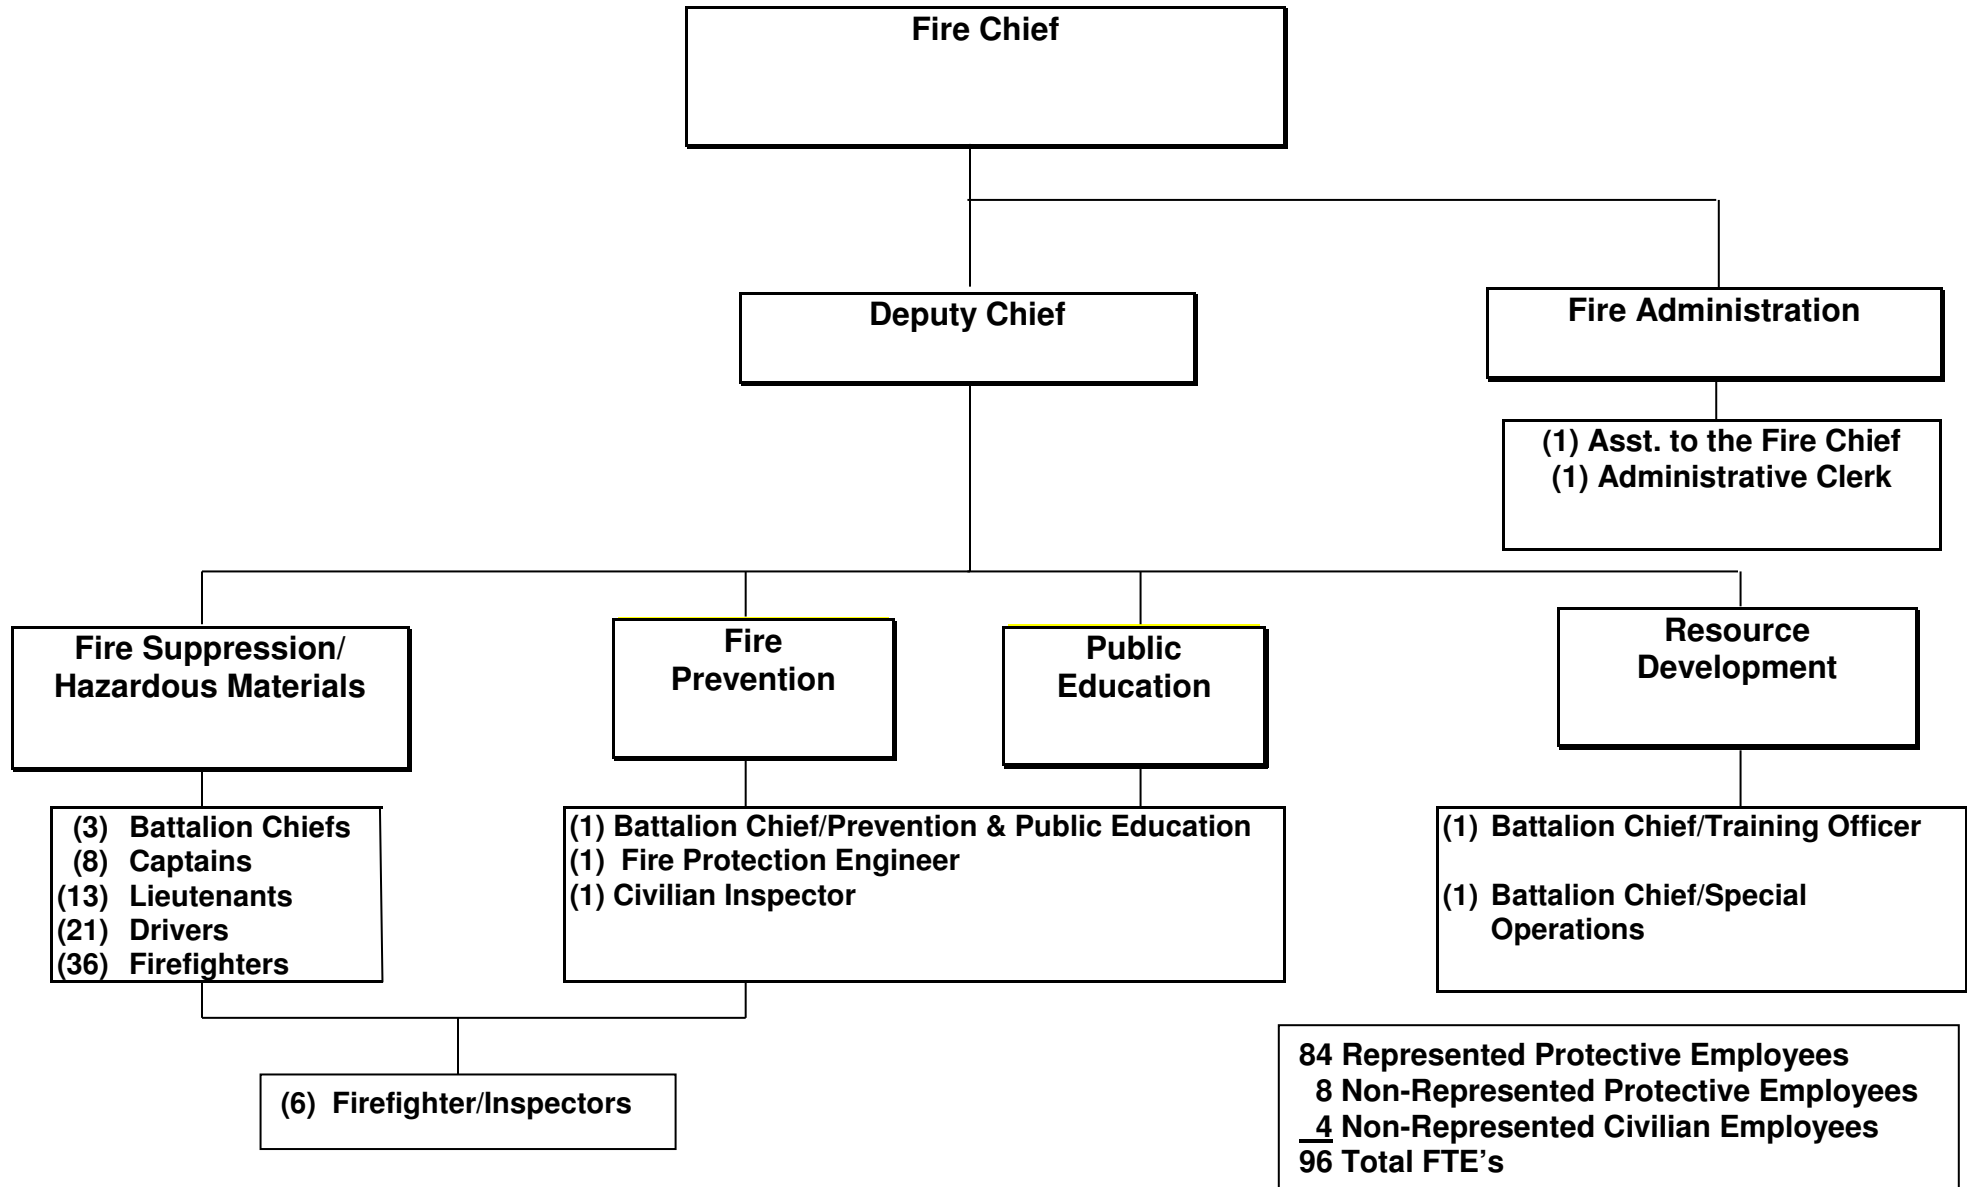 Fire Chief
Deputy Chief
Fire Administration
(1) Asst. to the Fire Chief
(1) Administrative Clerk
Fire Suppression/
Hazardous Materials
Fire
Prevention
Public
Education
Resource
Development
(3) Battalion Chiefs
(8) Captains
(13) Lieutenants
(21) Drivers
(36) Firefighters
(1) Battalion Chief/Prevention & Public Education
(1) Fire Protection Engineer
(1) Civilian Inspector
(1) Battalion Chief/Training Officer
(1) Battalion Chief/Special
Operations
(6) Firefighter/Inspectors
84 Represented Protective Employees
8 Non-Represented Protective Employees
4 Non-Represented Civilian Employees
96 Total FTE’s